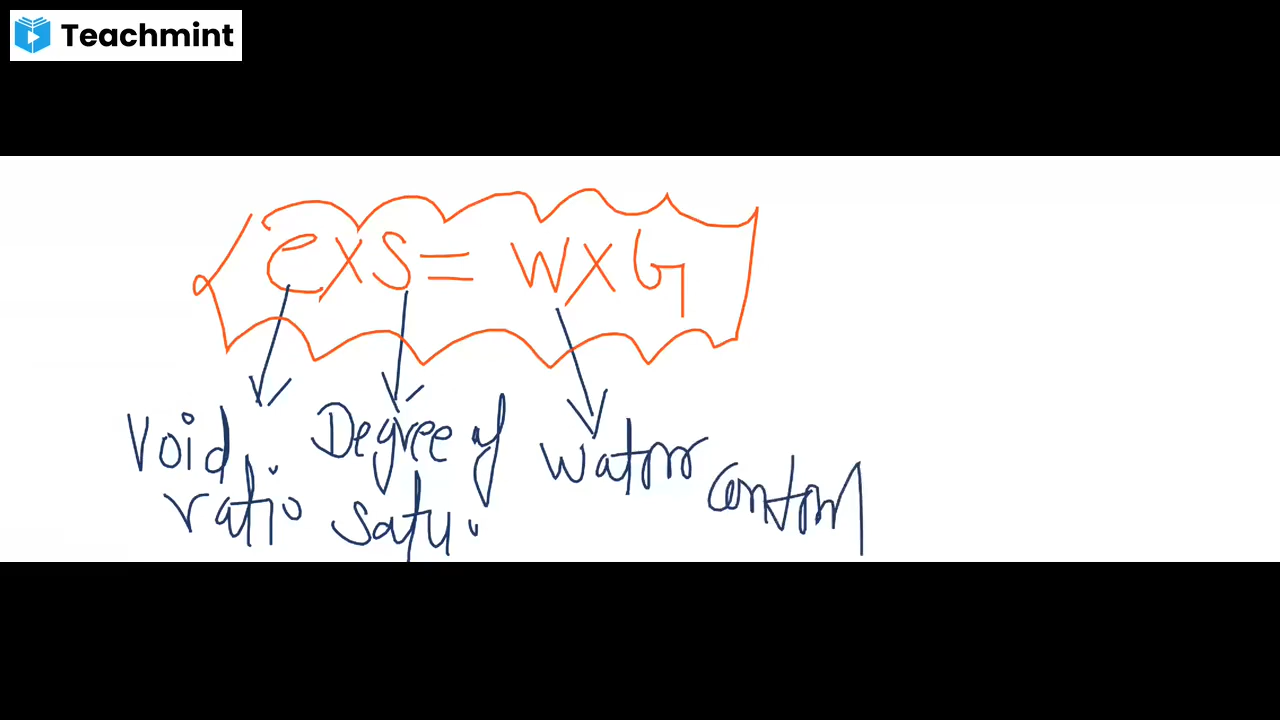 Teachmint
e x s = w x G
Void Degree of water content
ratio satu.